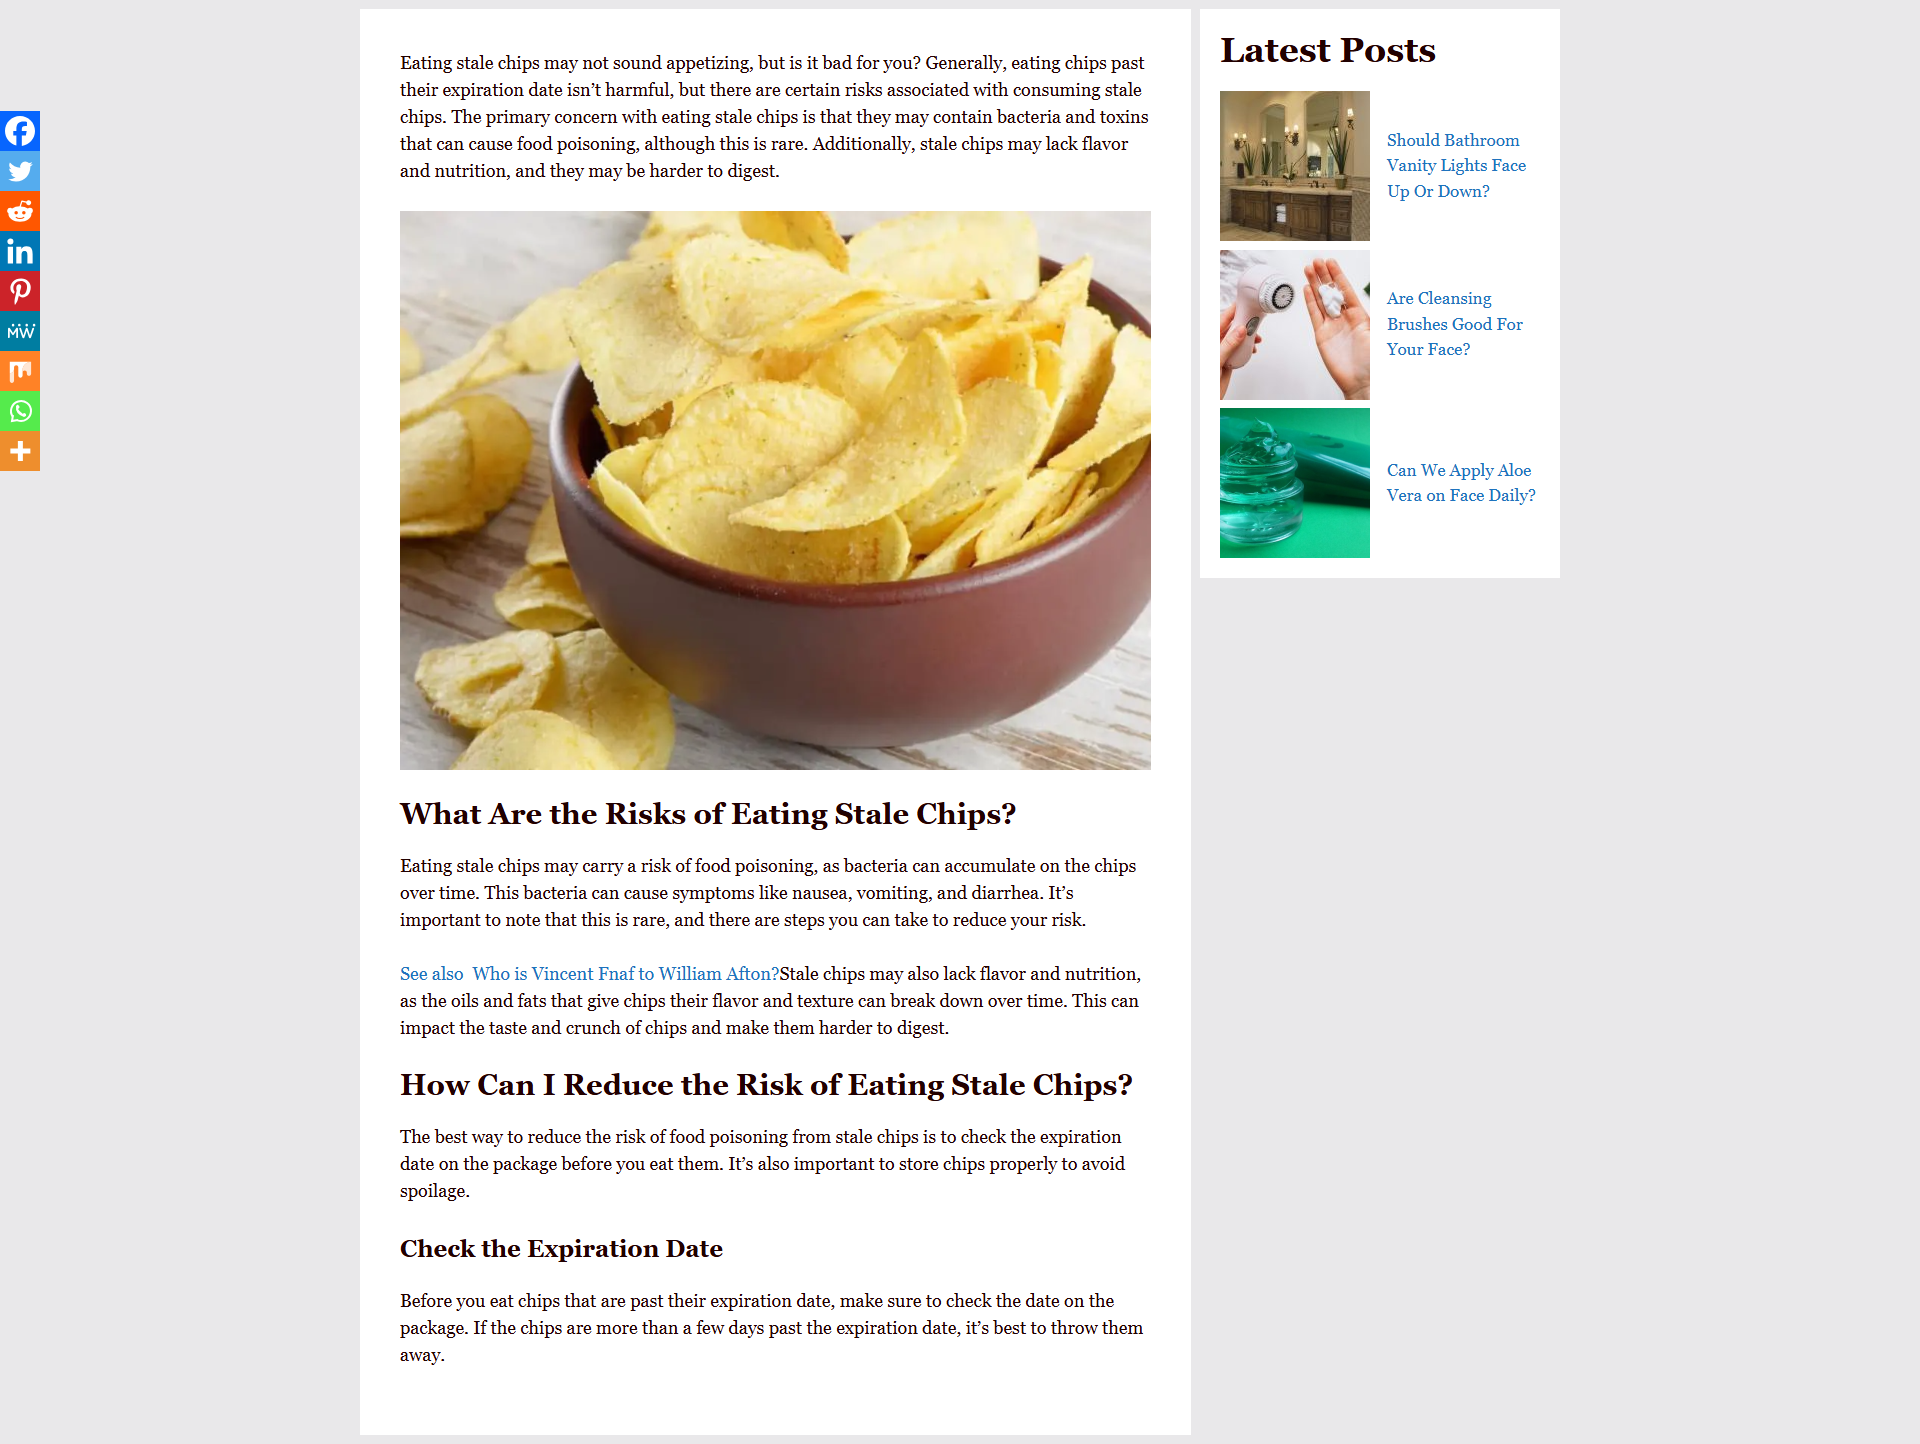 Eating stale chips may not sound appetizing, but is it bad for you? Generally, eating chips past
their expiration date isn’t harmful, but there are certain risks associated with consuming stale
chips. The primary concern with eating stale chips is that they may contain bacteria and toxins
that can cause food poisoning, although this is rare. Additionally, stale chips may lack flavor
and nutrition, and they may be harder to digest.
What Are the Risks of Eating Stale Chips?
Eating stale chips may carry a risk of food poisoning, as bacteria can accumulate on the chips
over time. This bacteria can cause symptoms like nausea, vomiting, and diarrhea. It’s
important to note that this is rare, and there are steps you can take to reduce your risk.
See also  Who is Vincent Fnaf to William Afton?Stale chips may also lack flavor and nutrition,
as the oils and fats that give chips their flavor and texture can break down over time. This can
impact the taste and crunch of chips and make them harder to digest.
How Can I Reduce the Risk of Eating Stale Chips?
The best way to reduce the risk of food poisoning from stale chips is to check the expiration
date on the package before you eat them. It’s also important to store chips properly to avoid
spoilage.
Check the Expiration Date
Before you eat chips that are past their expiration date, make sure to check the date on the
package. If the chips are more than a few days past the expiration date, it’s best to throw them
away.
Latest Posts
Should Bathroom
Vanity Lights Face
Up Or Down?
Are Cleansing
Brushes Good For
Your Face?
Can We Apply Aloe
Vera on Face Daily?
in
MW